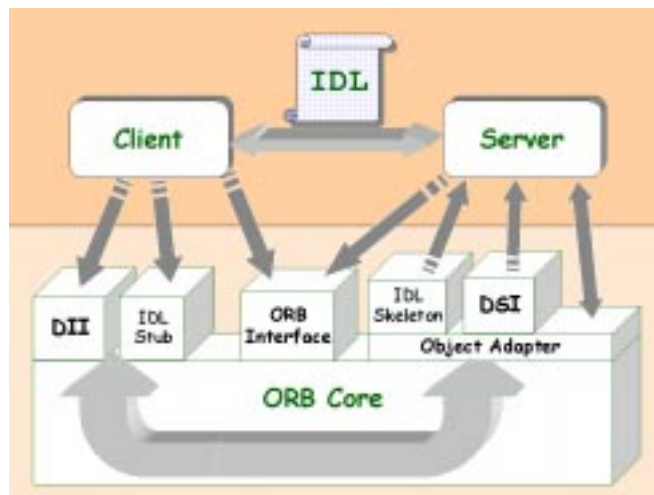 IDL
Client
Server
DII
IDL
Stub
ORB
Interface
IDL
Skeleton
DSI
Object Adapter
ORB Core